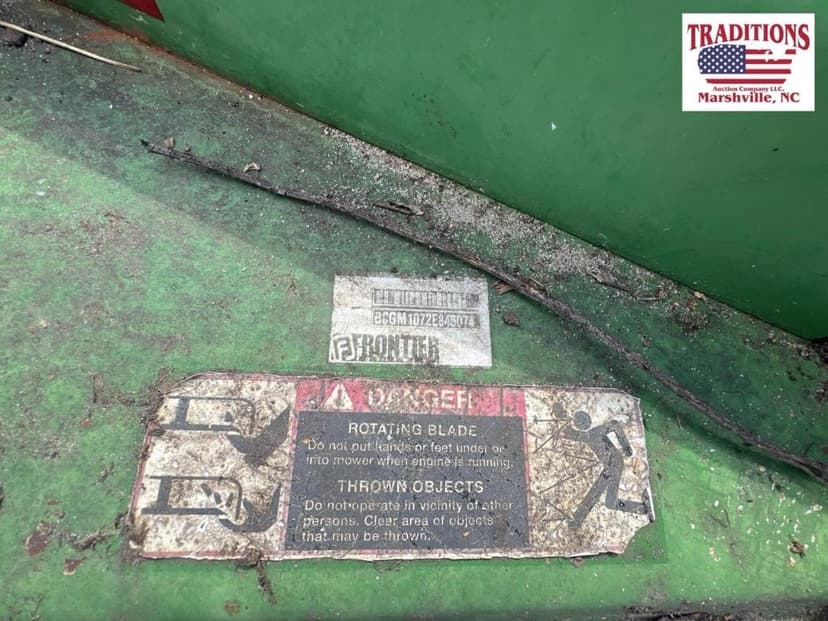 TRADITIONS
Auction Company LLC.
Marshville, NC
FRONTIER
DANGER
ROTATING BLADE
Do not put hands or feet under or
into mower when engine is running.
THROWN OBJECTS
Do not operate in vicinity of other
persons. Clear area of objects
that may be thrown.